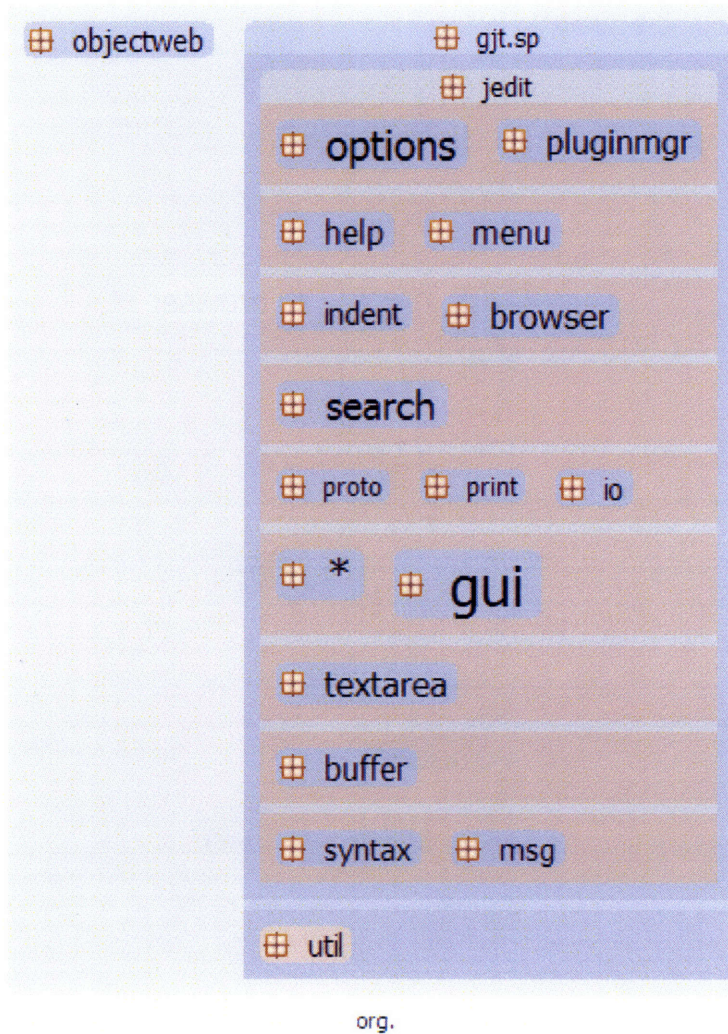 objectweb
gjt.sp
jedit
options pluginmgr
help menu
indent browser
search
proto print io
* gui
textarea
buffer
syntax msg
util
org.